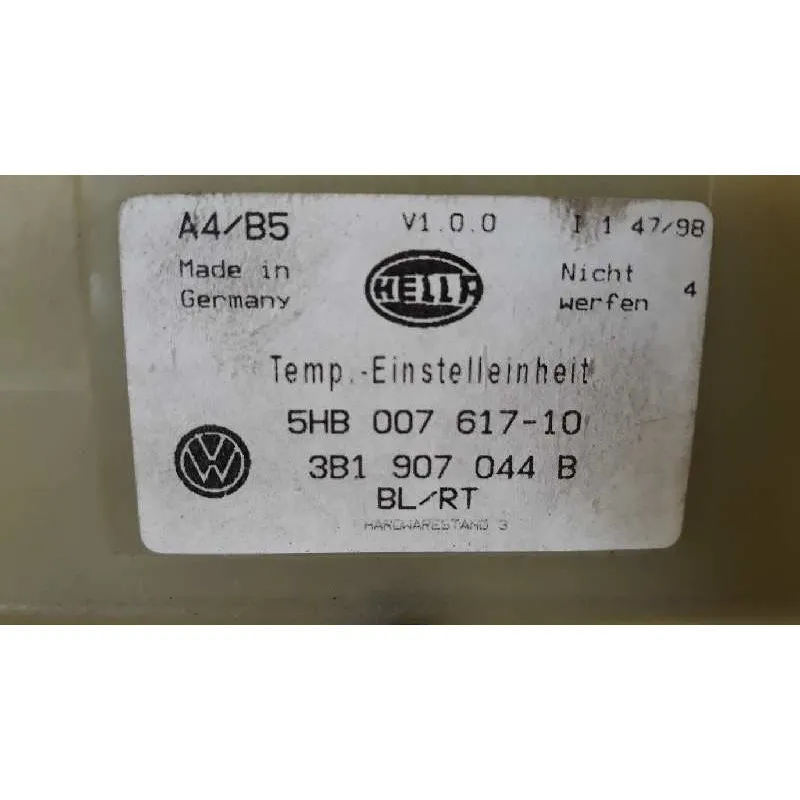 A4/B5 V1.0.0 I 1 47/98
Made in Germany
HELLA
Nicht werfen 4
Temp.-Einstelleinheit
5HB 007 617-10
VW
3B1 907 044 B
BL/RT
HARDWARESTAND 3